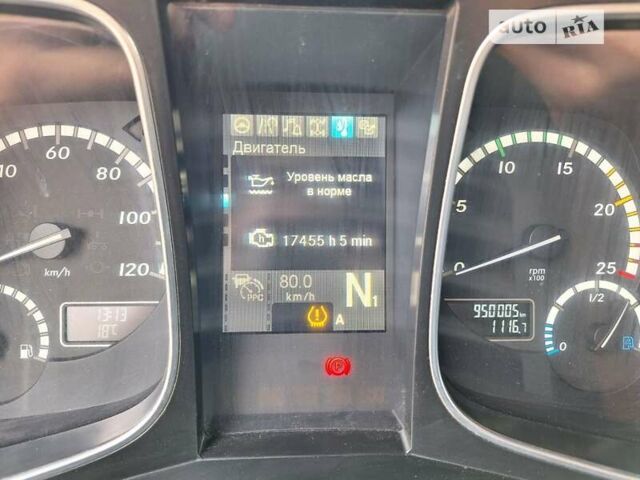 auto RIA
Двигатель
Уровень масла
в норме
17455 h 5 min
PPC
80.0
km/h
N1
A
60
80
100
120
km/h
13:13
18°C
0
5
10
15
20
25
rpm
x100
950005 km
1116.7
0
1/2
P